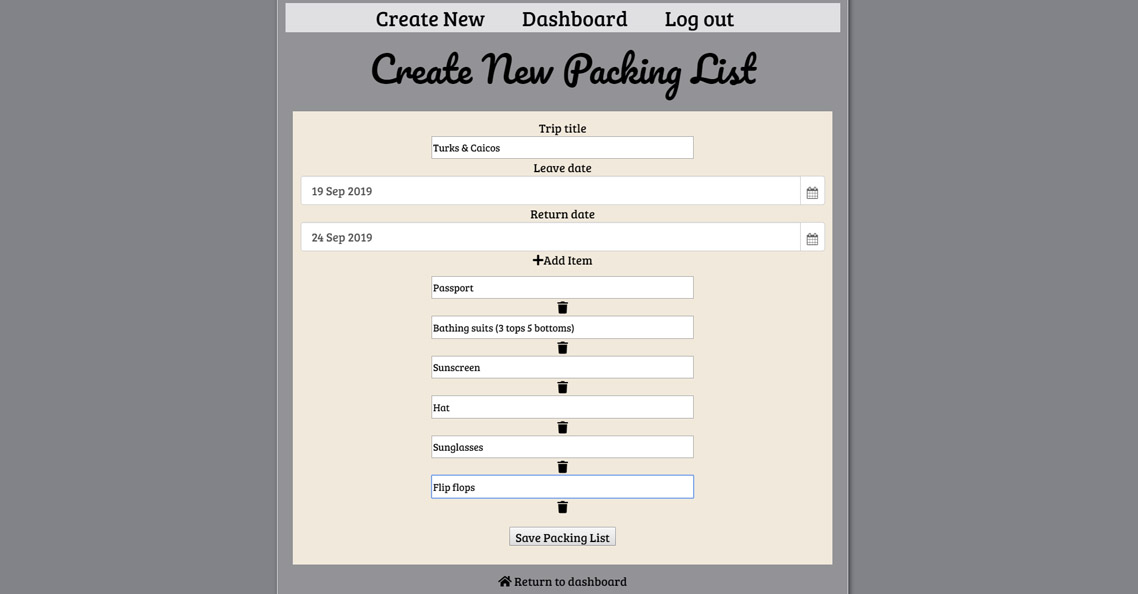 Create New Dashboard Log out
Create New Packing List
Trip title
Turks & Caicos
Leave date
19 Sep 2019
Return date
24 Sep 2019
Add Item
Passport
Bathing suits (3 tops 5 bottoms)
Sunscreen
Hat
Sunglasses
Flip flops
Save Packing List
Return to dashboard